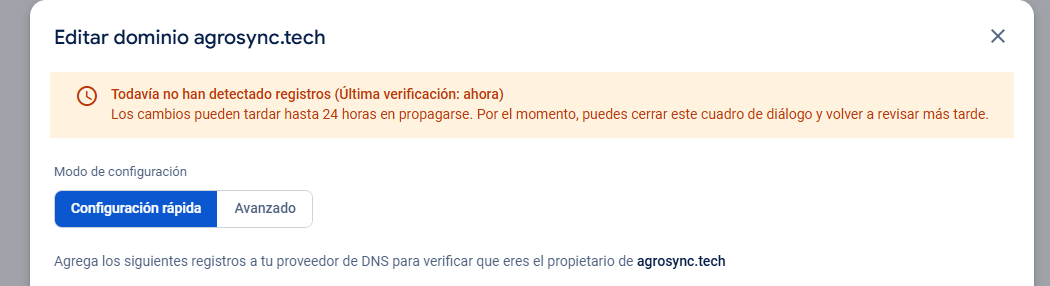 Editar dominio agrosync.tech
Todavía no han detectado registros (Última verificación: ahora)
Los cambios pueden tardar hasta 24 horas en propagarse. Por el momento, puedes cerrar este cuadro de diálogo y volver a revisar más tarde.
Modo de configuración
Configuración rápida
Avanzado
Agrega los siguientes registros a tu proveedor de DNS para verificar que eres el propietario de agrosync.tech